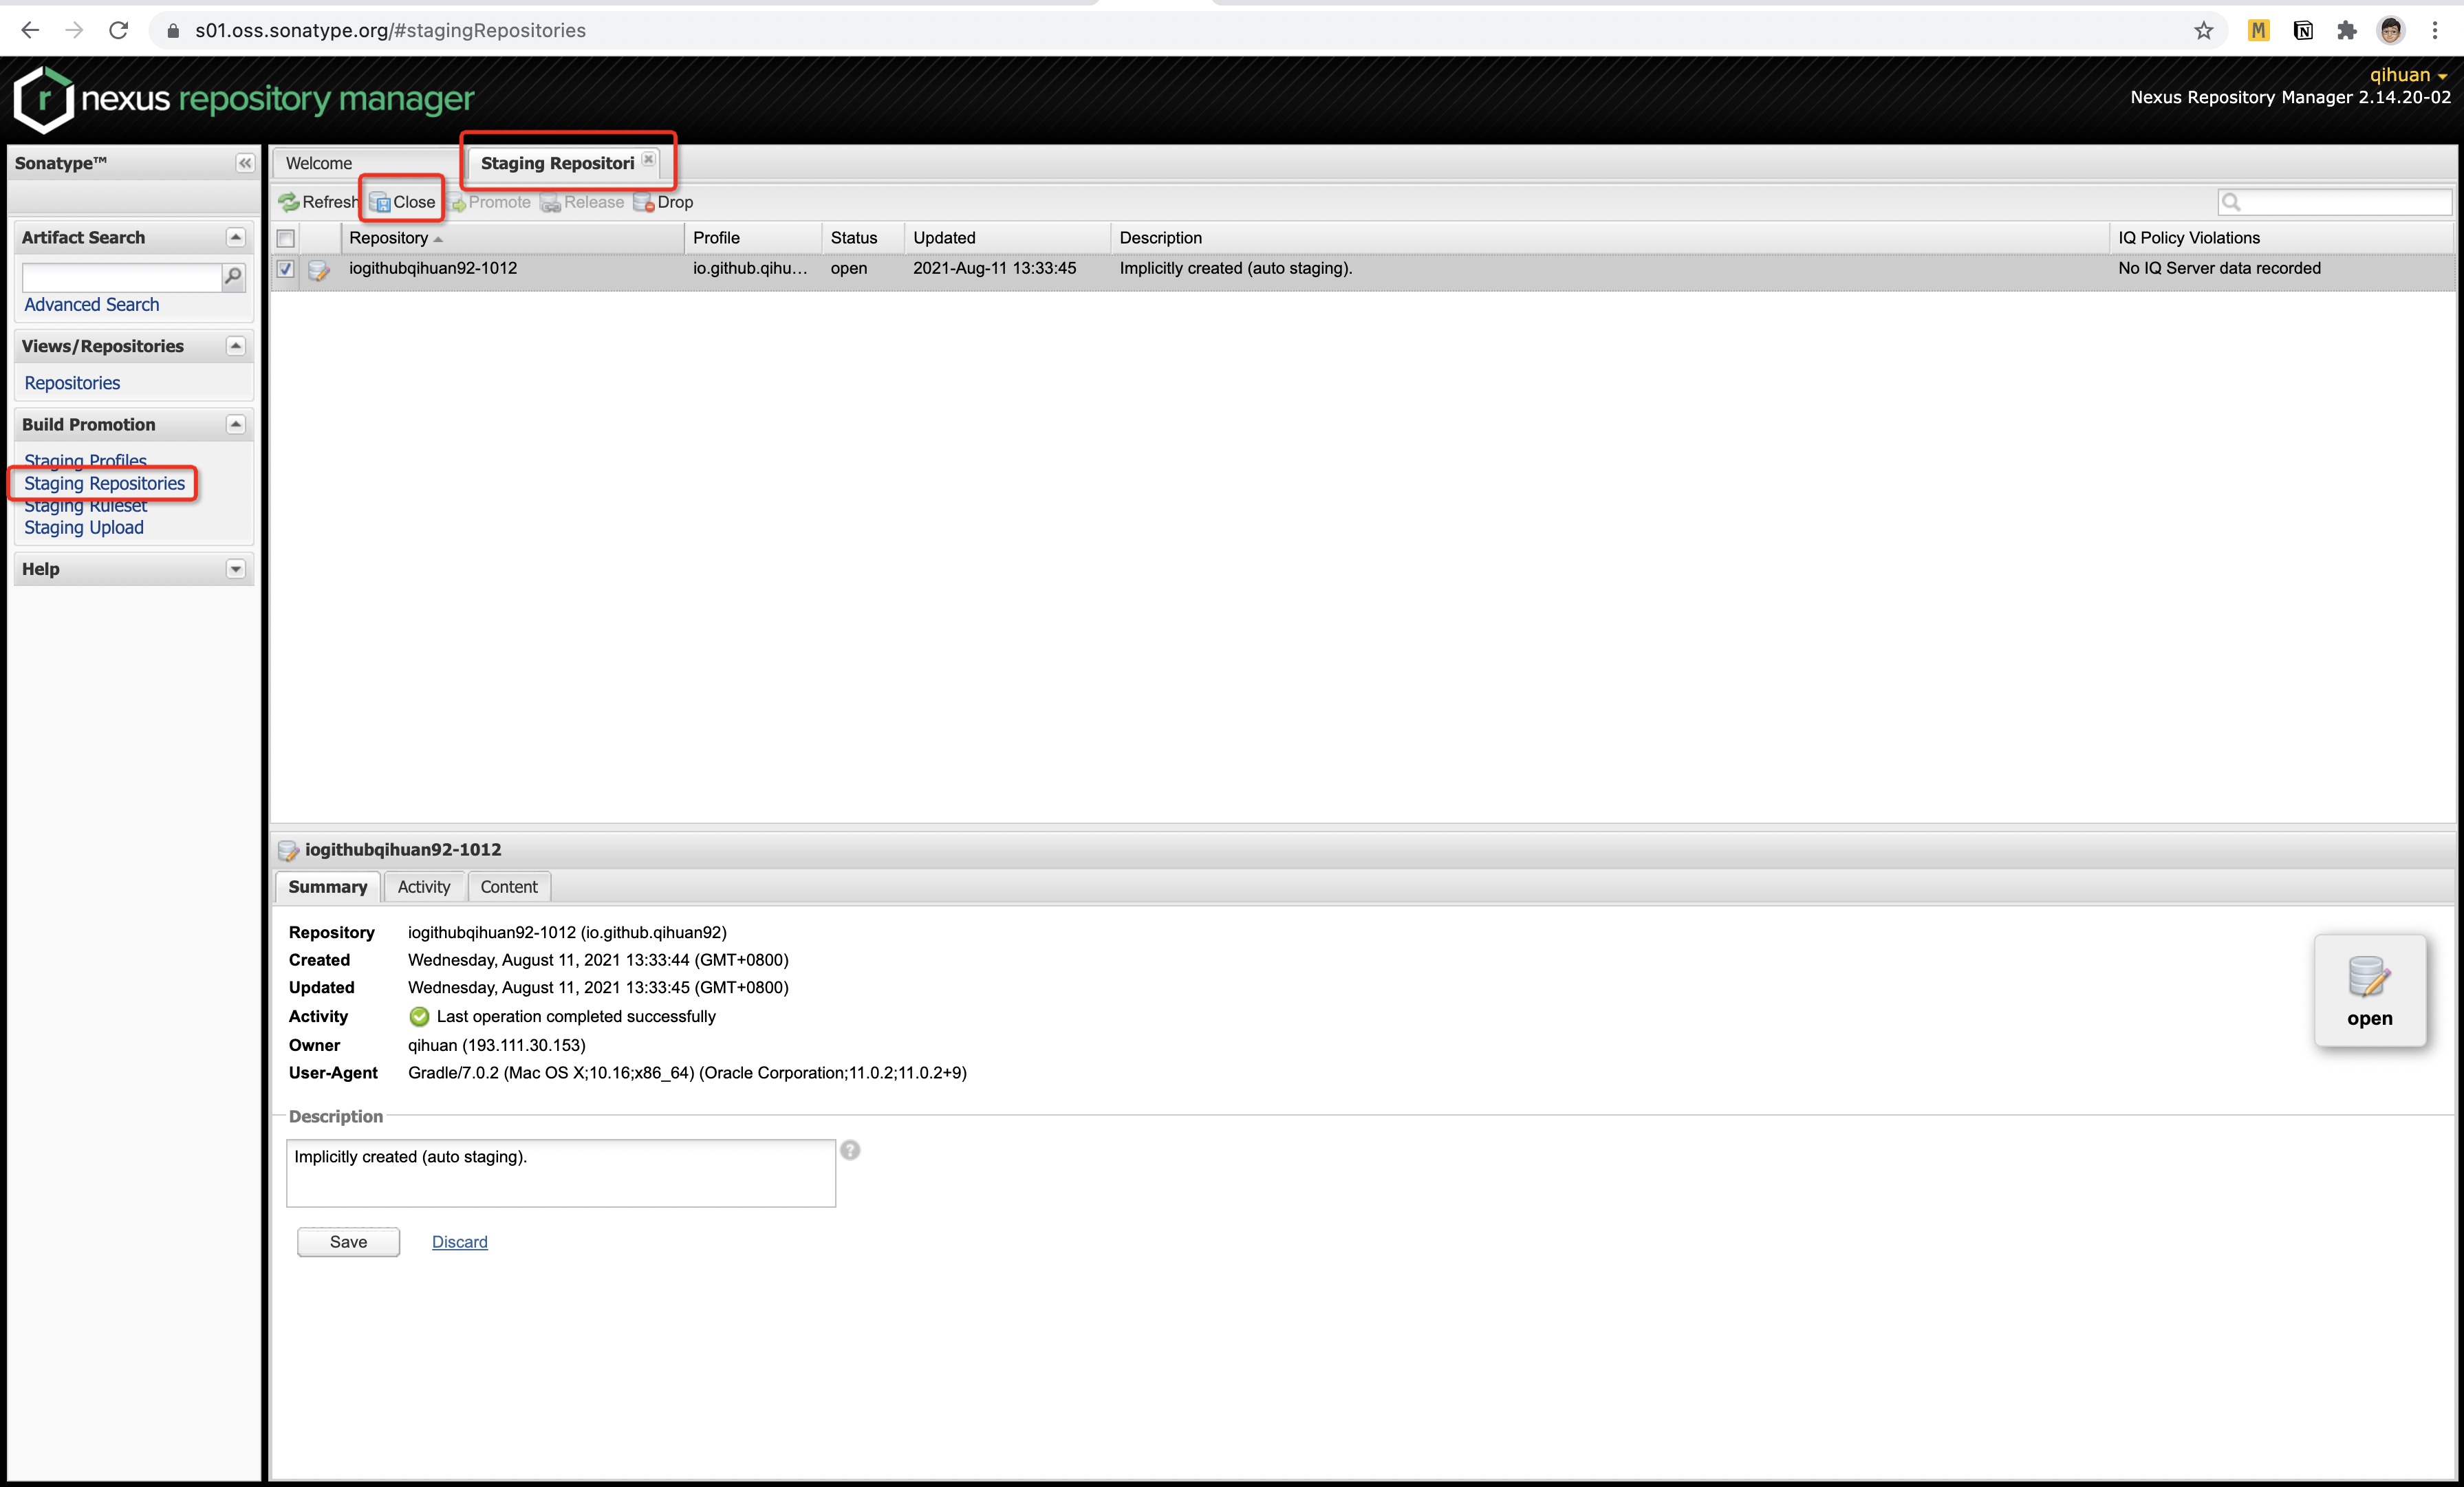 s01.oss.sonatype.org/#stagingRepositories
M
N
r nexus repository manager
qihuan
Nexus Repository Manager 2.14.20-02
Sonatype™
Artifact Search
Advanced Search
Views/Repositories
Repositories
Build Promotion
Staging Profiles
Staging Repositories
Staging Ruleset
Staging Upload
Help
Welcome
Staging Repositori
Refresh Close Promote Release Drop
Repository Profile Status Updated Description IQ Policy Violations
iogithubqihuan92-1012 io.github.qihu... open 2021-Aug-11 13:33:45 Implicitly created (auto staging). No IQ Server data recorded
iogithubqihuan92-1012
Summary Activity Content
Repository iogithubqihuan92-1012 (io.github.qihuan92)
Created Wednesday, August 11, 2021 13:33:44 (GMT+0800)
Updated Wednesday, August 11, 2021 13:33:45 (GMT+0800)
Activity Last operation completed successfully
Owner qihuan (193.111.30.153)
User-Agent Gradle/7.0.2 (Mac OS X;10.16;x86_64) (Oracle Corporation;11.0.2;11.0.2+9)
open
Description
Implicitly created (auto staging).
?
Save Discard